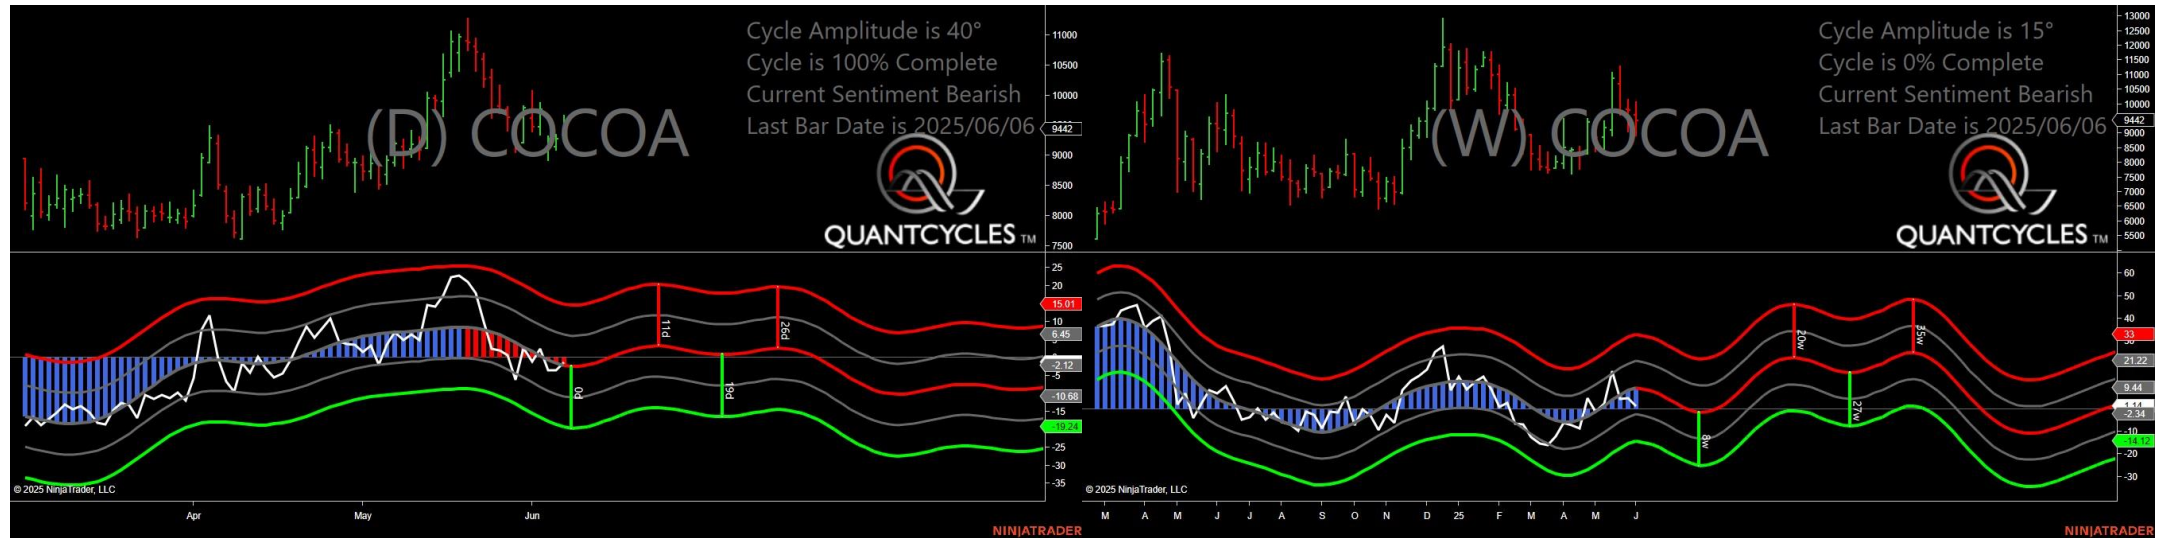 Cycle Amplitude is 40°
Cycle is 100% Complete
Current Sentiment Bearish
Last Bar Date is 2025/06/06
(D) COCOA
QUANTCYCLES TM
11000
10500
10000
9442
9000
8500
8000
7500
25
20
15.01
10
6.45
-2.12
-5
-10.68
-15
-19.24
-25
-30
-35
11d
26d
0d
19d
© 2025 NinjaTrader, LLC
Apr May Jun
NINJATRADER
Cycle Amplitude is 15°
Cycle is 0% Complete
Current Sentiment Bearish
Last Bar Date is 2025/06/06
(W) COCOA
QUANTCYCLES TM
13000
12500
12000
11500
11000
10500
10000
9442
9000
8500
8000
7500
7000
6500
6000
5500
60
50
40
33
21.22
9.44
-2.34
-10
-14.12
-20
-30
20w
35w
8w
27w
© 2025 NinjaTrader, LLC
M A M J J A S O N D 25 F M A M J
NINJATRADER